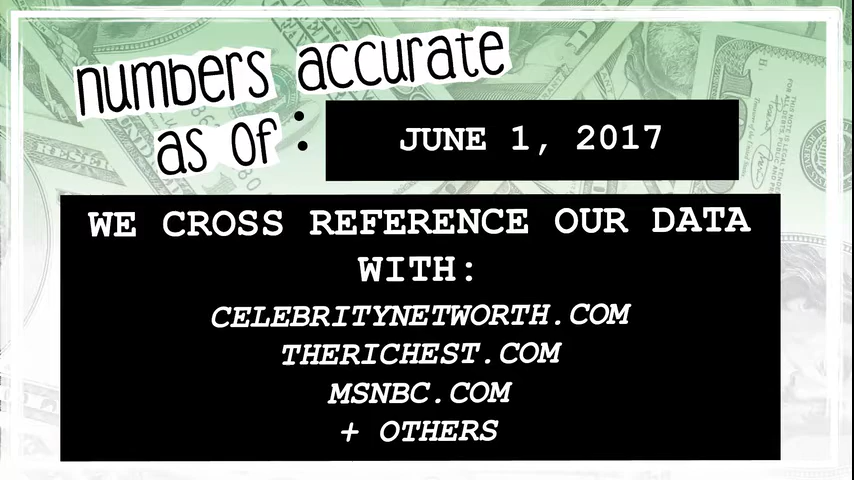 numbers accurate
as of: JUNE 1, 2017
WE CROSS REFERENCE OUR DATA
WITH:
CELEBRITYNETWORTH.COM
THERICHEST.COM
MSNBC.COM
+ OTHERS